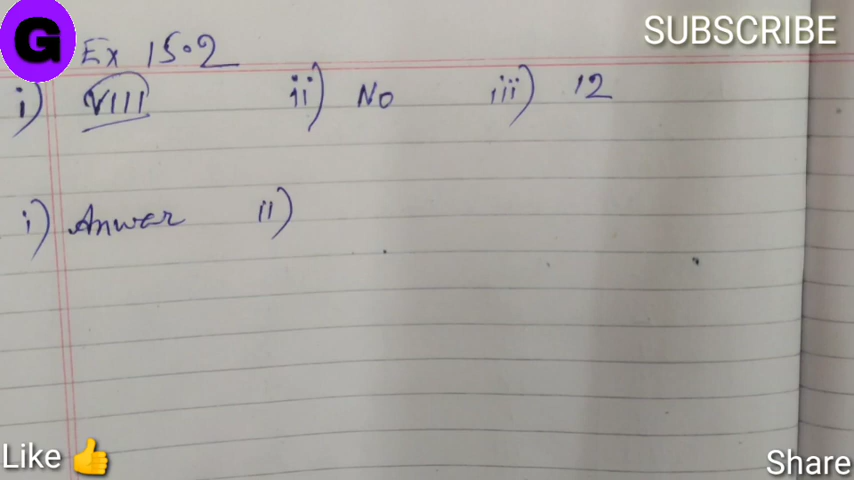 G
SUBSCRIBE
Ex 15.2
i) VIII ii) No iii) 12
i) Anwar ii)
Like 👍
Share